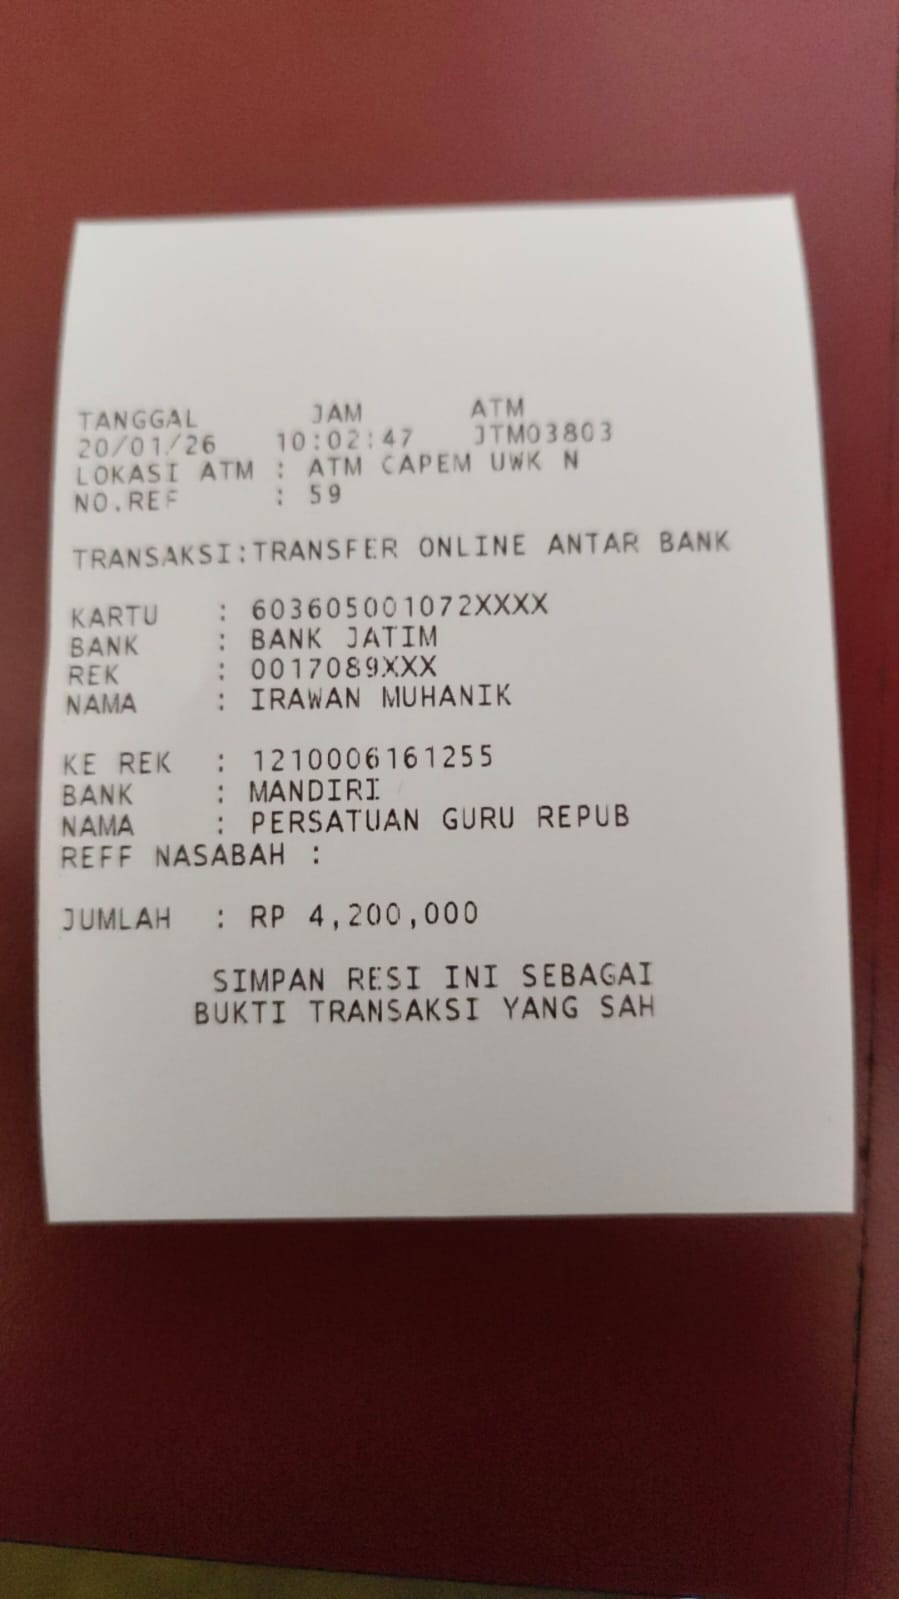 TANGGAL JAM ATM
20/01/26 10:02:47 JTM03803
LOKASI ATM : ATM CAPEM UWK N
NO.REF : 59
TRANSAKSI:TRANSFER ONLINE ANTAR BANK
KARTU : 603605001072XXXX
BANK : BANK JATIM
REK : 0017089XXX
NAMA : IRAWAN MUHANIK
KE REK : 1210006161255
BANK : MANDIRI
NAMA : PERSATUAN GURU REPUB
REFF NASABAH :
JUMLAH : RP 4,200,000
SIMPAN RESI INI SEBAGAI
BUKTI TRANSAKSI YANG SAH